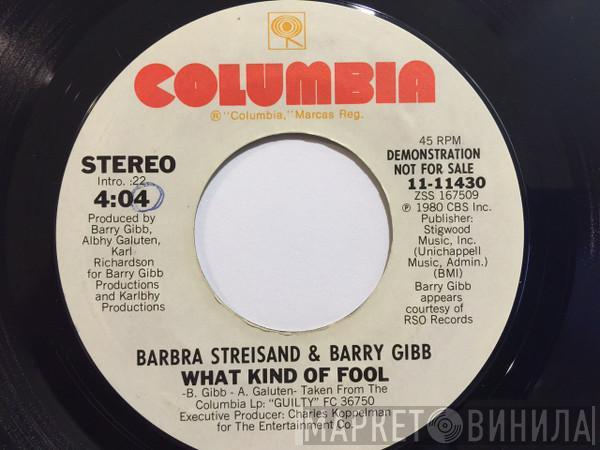 COLUMBIA
® "Columbia," Marcas Reg.
STEREO
Intro. :22
4:04
Produced by
Barry Gibb,
Albhy Galuten,
Karl
Richardson
for Barry Gibb
Productions
and Karlbhy
Productions
45 RPM
DEMONSTRATION
NOT FOR SALE
11-11430
ZSS 167509
℗ 1980 CBS Inc.
Publisher:
Stigwood
Music, Inc.
(Unichappell
Music, Admin.)
(BMI)
Barry Gibb
appears
courtesy of
RSO Records
BARBRA STREISAND & BARRY GIBB
WHAT KIND OF FOOL
-B. Gibb - A. Galuten- Taken From The
Columbia Lp: "GUILTY" FC 36750
Executive Producer: Charles Koppelman
for The Entertainment Co.
МАРКЕТ ВИНИЛА